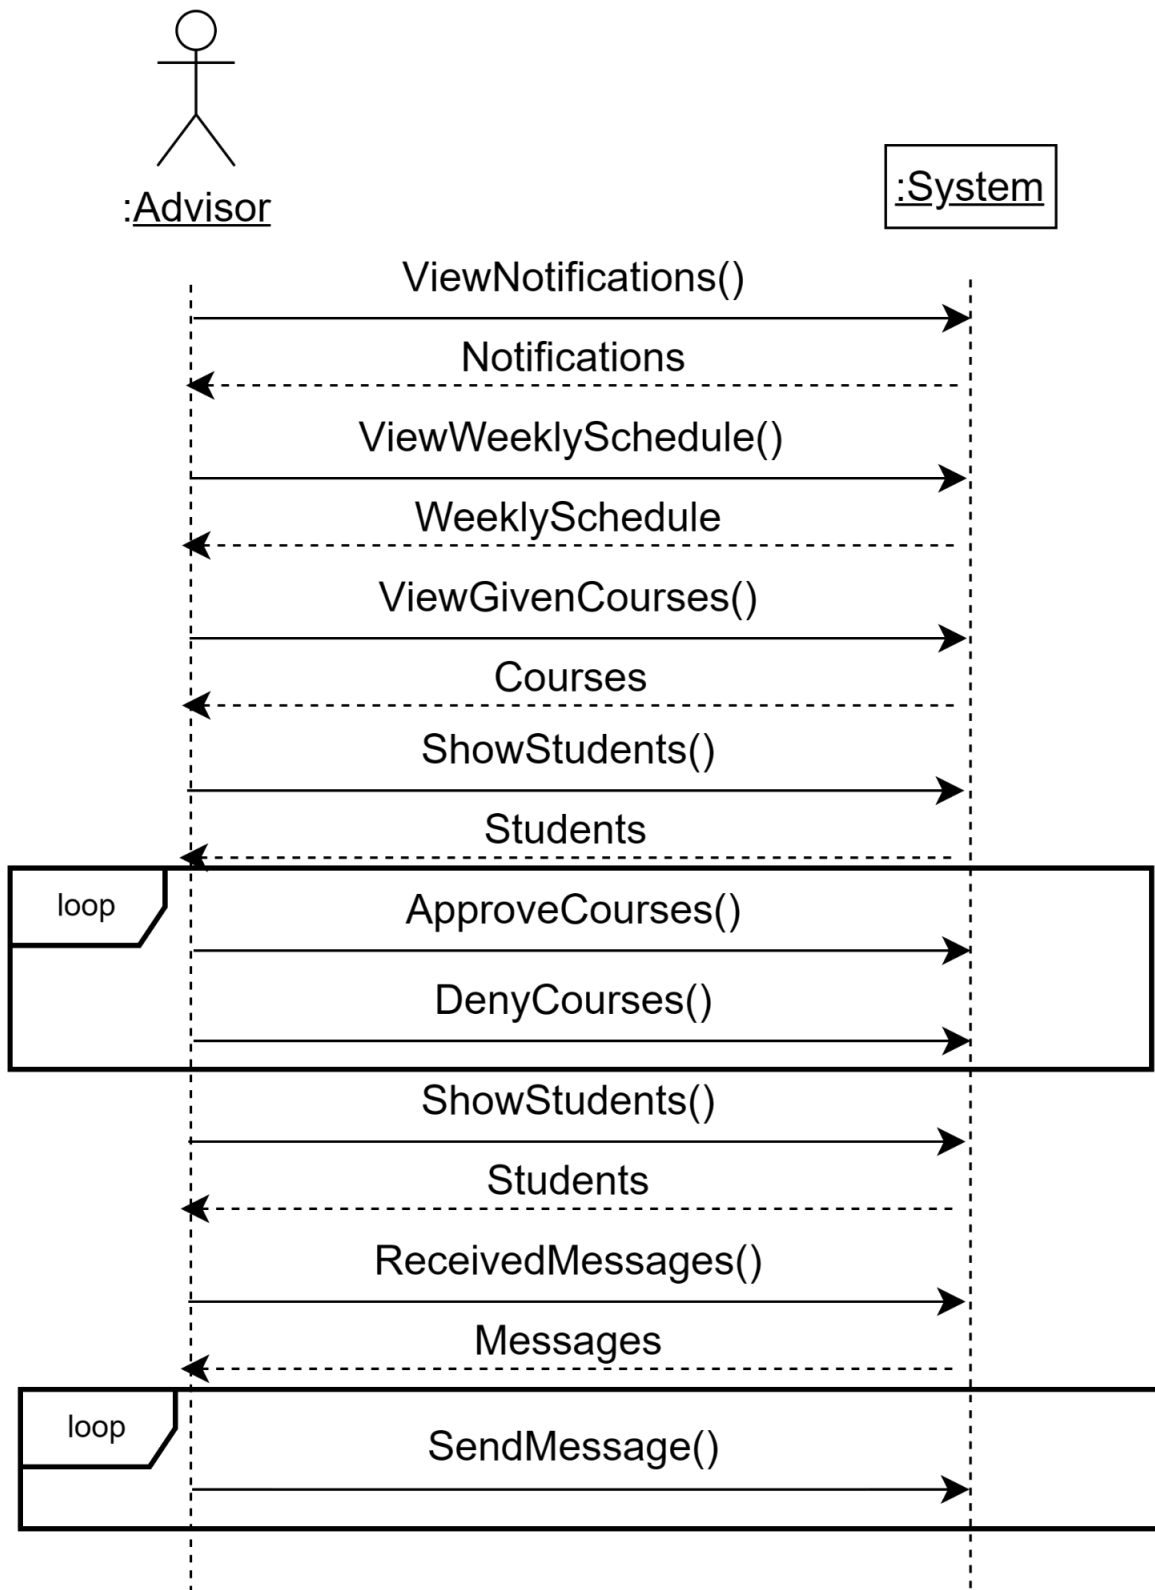 :Advisor
:System
ViewNotifications()
Notifications
ViewWeeklySchedule()
WeeklySchedule
ViewGivenCourses()
Courses
ShowStudents()
Students
loop
ApproveCourses()
DenyCourses()
ShowStudents()
Students
ReceivedMessages()
Messages
loop
SendMessage()